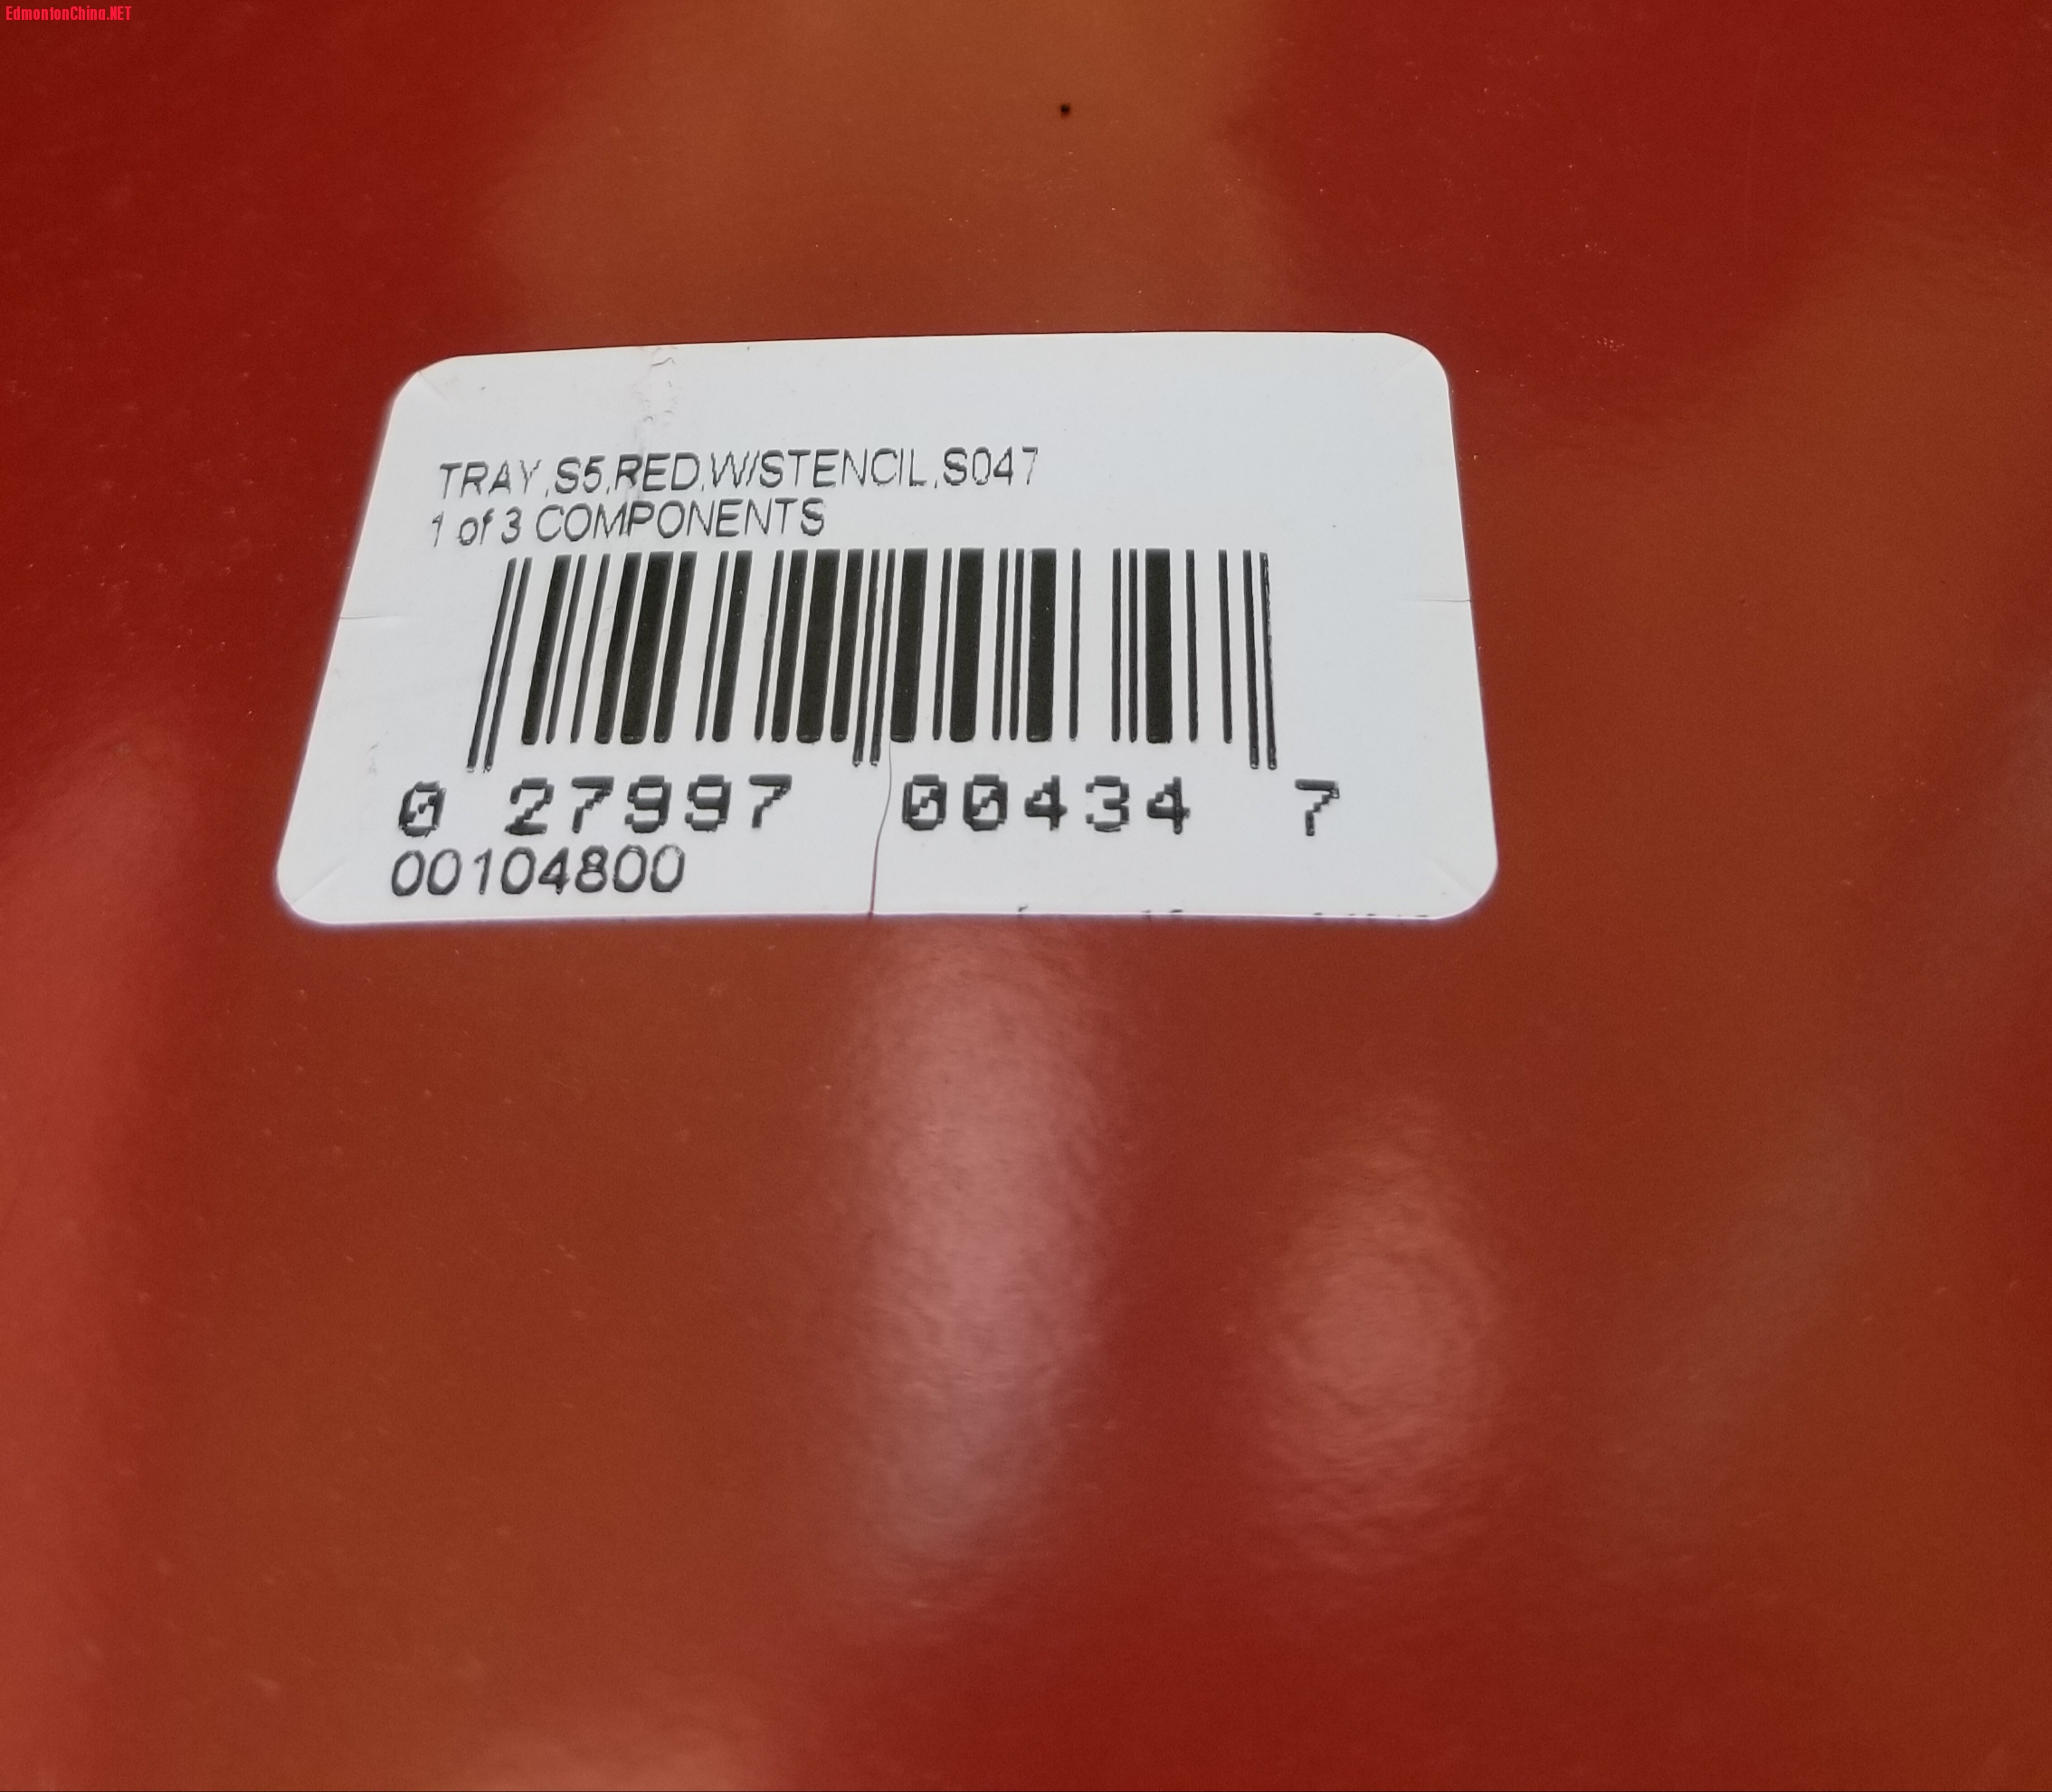 EdmontonChina.NET
TRAY,S5,RED,W/STENCIL,S047
1 of 3 COMPONENTS
0 27997 00434 7
00104800